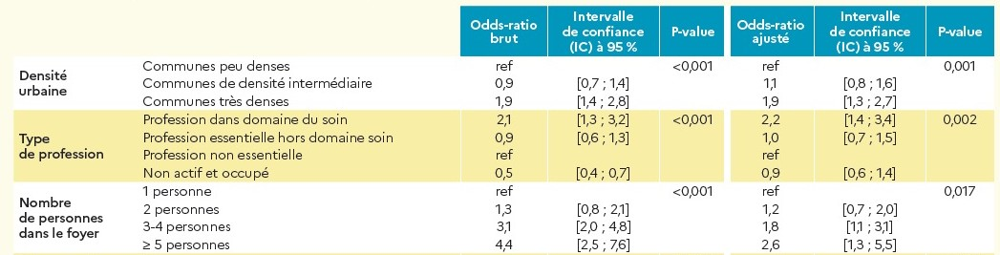 Odds-ratio brut Intervalle de confiance (IC) à 95 % P-value Odds-ratio ajusté Intervalle de confiance (IC) à 95 % P-value
Densité urbaine
Communes peu denses ref <0,001 ref 0,001
Communes de densité intermédiaire 0,9 [0,7 ; 1,4] 1,1 [0,8 ; 1,6]
Communes très denses 1,9 [1,4 ; 2,8] 1,9 [1,3 ; 2,7]
Type de profession
Profession dans domaine du soin 2,1 [1,3 ; 3,2] <0,001 2,2 [1,4 ; 3,4] 0,002
Profession essentielle hors domaine soin 0,9 [0,6 ; 1,3] 1,0 [0,7 ; 1,5]
Profession non essentielle ref ref
Non actif et occupé 0,5 [0,4 ; 0,7] 0,9 [0,6 ; 1,4]
Nombre de personnes dans le foyer
1 personne ref <0,001 ref 0,017
2 personnes 1,3 [0,8 ; 2,1] 1,2 [0,7 ; 2,0]
3-4 personnes 3,1 [2,0 ; 4,8] 1,8 [1,1 ; 3,1]
≥ 5 personnes 4,4 [2,5 ; 7,6] 2,6 [1,3 ; 5,5]